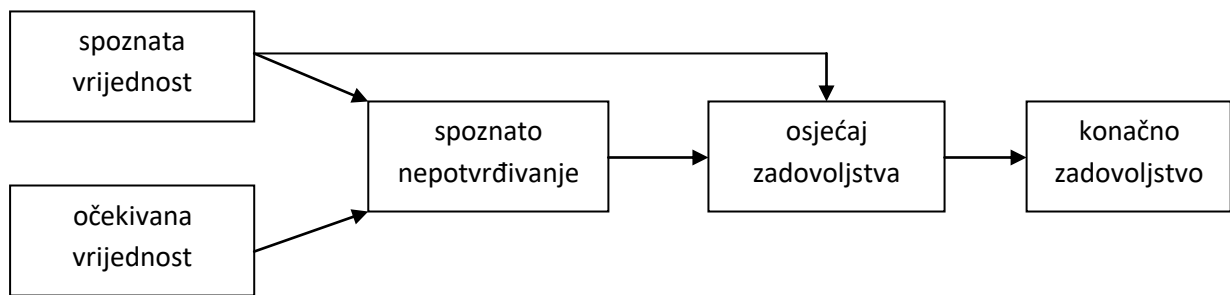 spoznata
vrijednost
spoznato
nepotvrđivanje
osjećaj
zadovoljstva
konačno
zadovoljstvo
očekivana
vrijednost